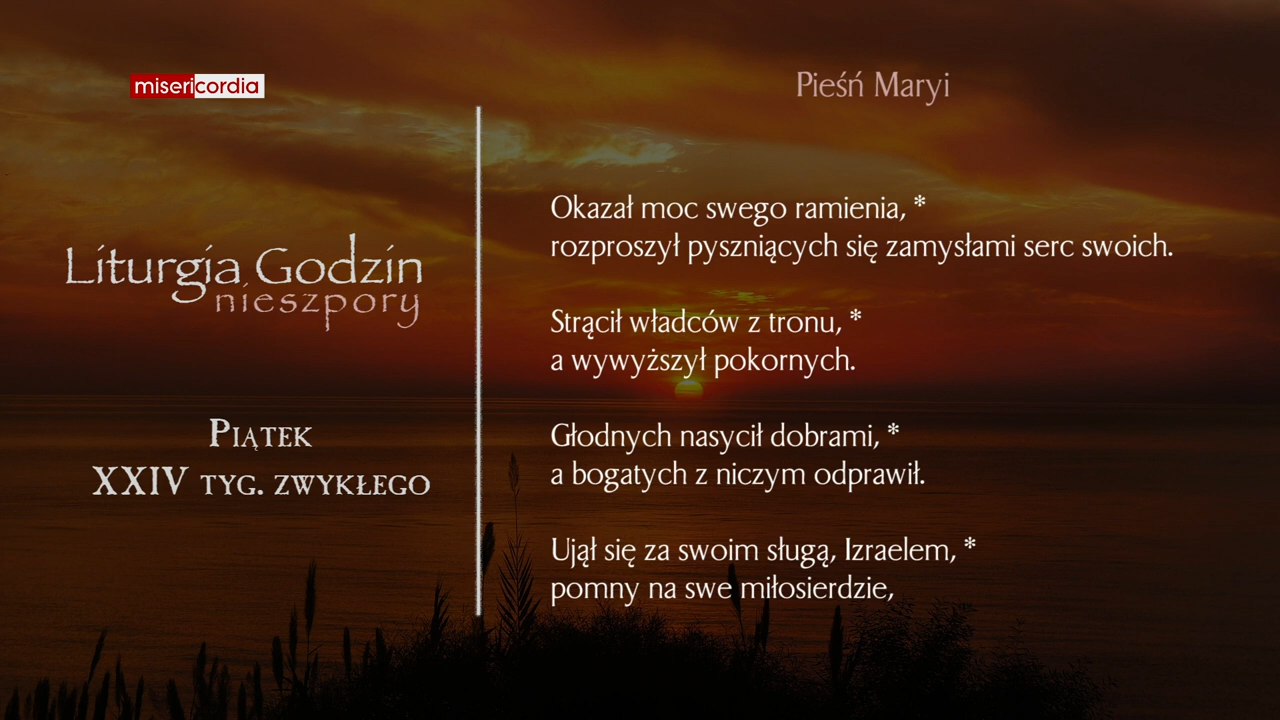 misericordia
Liturgia Godzin
nieszpory
Piątek
XXIV tyg. zwykłego
Pieśń Maryi
Okazał moc swego ramienia, *
rozproszył pyszniących się zamysłami serc swoich.
Strącił władców z tronu, *
a wywyższył pokornych.
Głodnych nasycił dobrami, *
a bogatych z niczym odprawił.
Ujął się za swoim sługą, Izraelem, *
pomny na swe miłosierdzie,